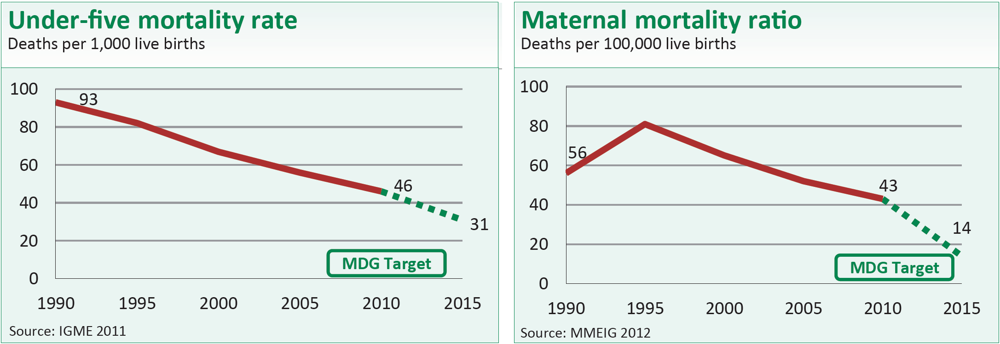 Under-five mortality rate
Deaths per 1,000 live births
100
80
60
40
20
0
93
46
31
MDG Target
1990 1995 2000 2005 2010 2015
Source: IGME 2011
Maternal mortality ratio
Deaths per 100,000 live births
100
80
60
40
20
0
56
43
14
MDG Target
1990 1995 2000 2005 2010 2015
Source: MMEIG 2012